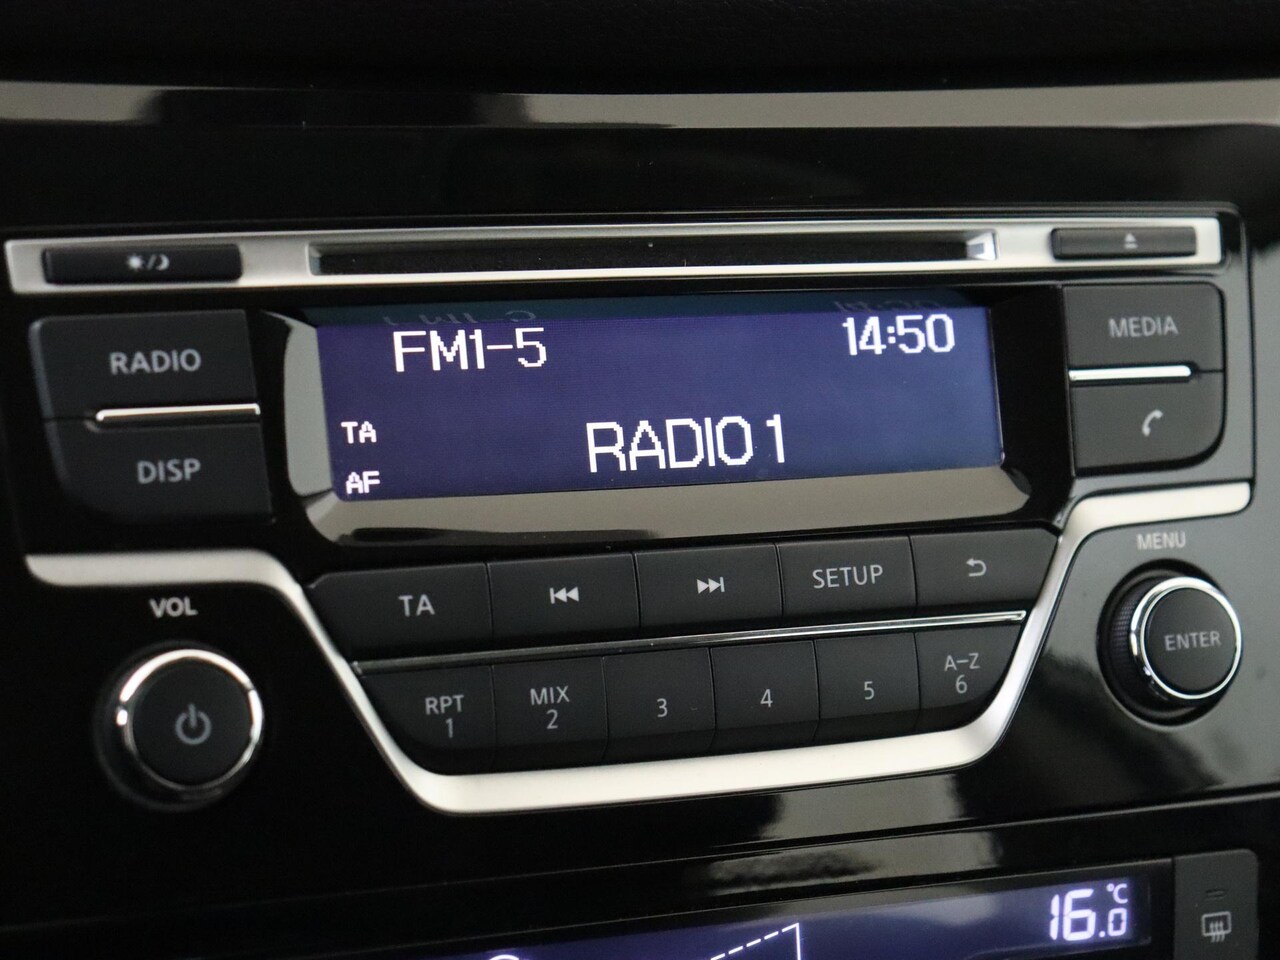 FM1-5 14:50
RADIO MEDIA
TA RADIO 1
DISP
AF
MENU
TA SETUP
VOL
ENTER
RPT MIX A-Z
1 2 3 4 5 6
16.0 °C